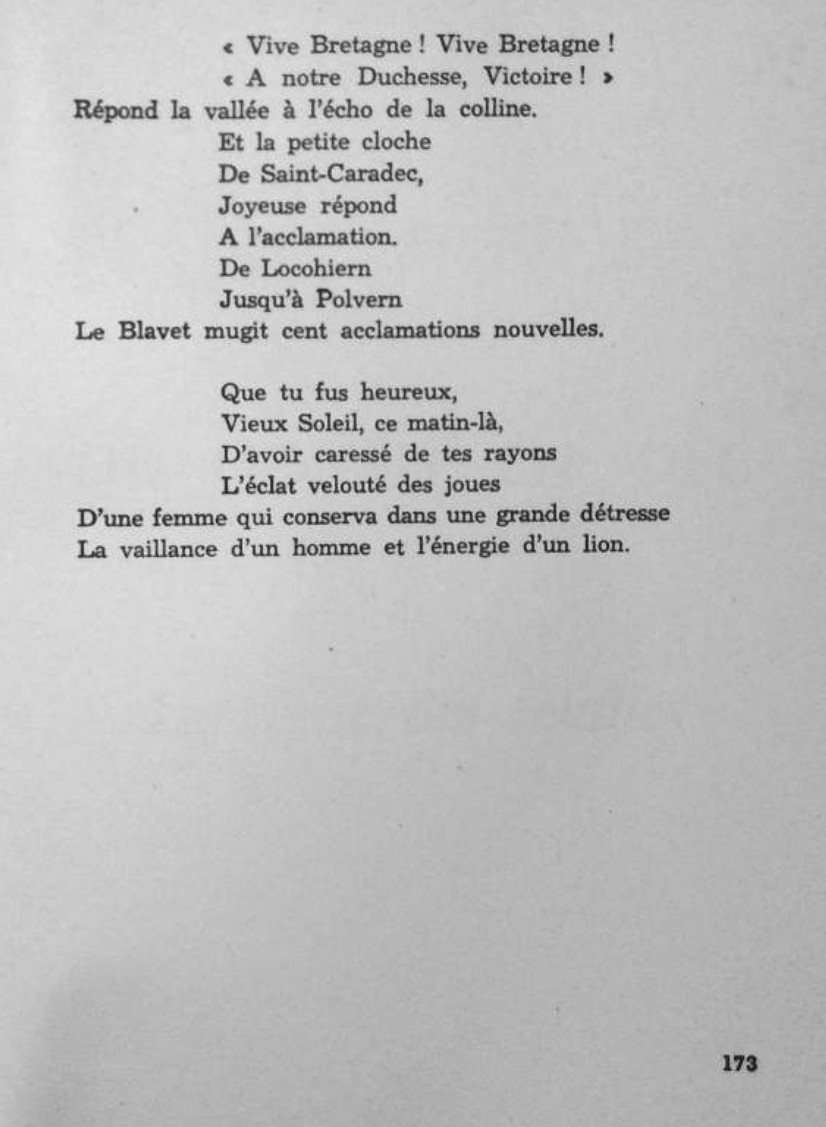 « Vive Bretagne ! Vive Bretagne !
« A notre Duchesse, Victoire ! »
Répond la vallée à l'écho de la colline.
Et la petite cloche
De Saint-Caradec,
Joyeuse répond
A l'acclamation.
De Locohiern
Jusqu'à Polvern
Le Blavet mugit cent acclamations nouvelles.
Que tu fus heureux,
Vieux Soleil, ce matin-là,
D'avoir caressé de tes rayons
L'éclat velouté des joues
D'une femme qui conserva dans une grande détresse
La vaillance d'un homme et l'énergie d'un lion.
173